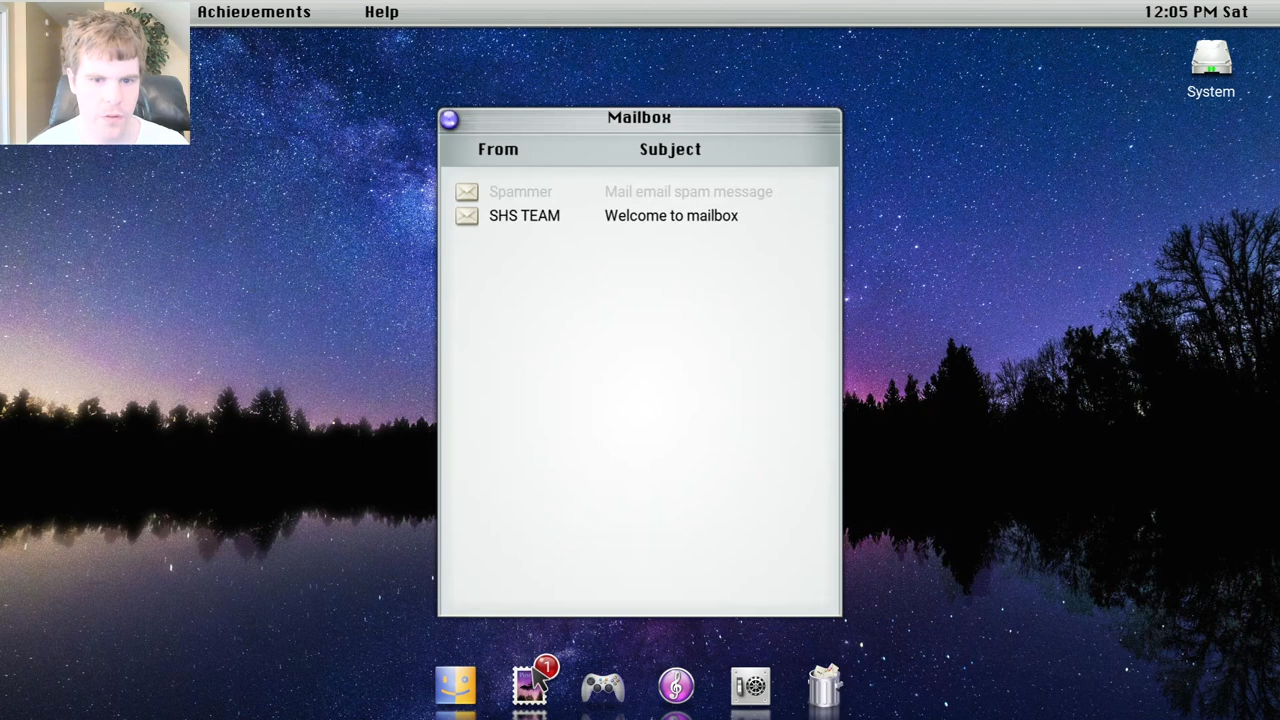 Achievements Help 12:05 PM Sat
System
Mailbox
From Subject
Spammer Mail email spam message
SHS TEAM Welcome to mailbox
1